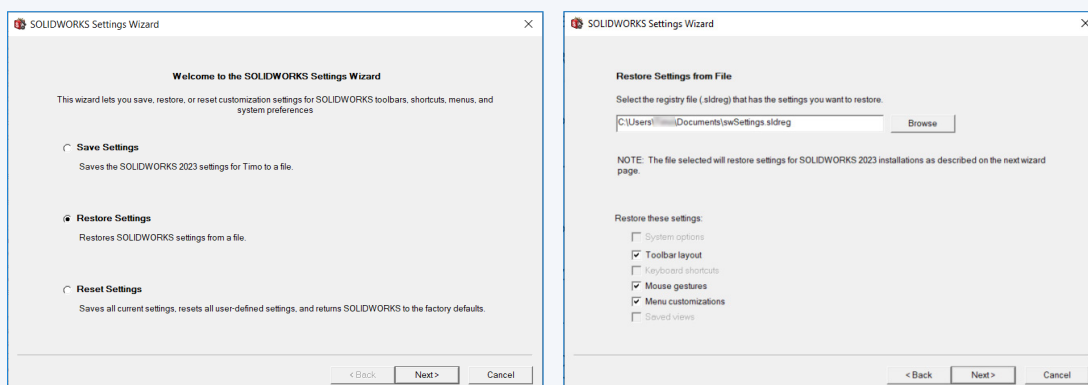 SOLIDWORKS Settings Wizard
Welcome to the SOLIDWORKS Settings Wizard
This wizard lets you save, restore, or reset customization settings for SOLIDWORKS toolbars, shortcuts, menus, and
system preferences
Save Settings
Saves the SOLIDWORKS 2023 settings for Timo to a file.
Restore Settings
Restores SOLIDWORKS settings from a file.
Reset Settings
Saves all current settings, resets all user-defined settings, and returns SOLIDWORKS to the factory defaults.
< Back Next > Cancel
SOLIDWORKS Settings Wizard
Restore Settings from File
Select the registry file (.sldreg) that has the settings you want to restore.
C:\Users\ \Documents\swSettings.sldreg Browse
NOTE: The file selected will restore settings for SOLIDWORKS 2023 installations as described on the next wizard
page.
Restore these settings:
System options
Toolbar layout
Keyboard shortcuts
Mouse gestures
Menu customizations
Saved views
< Back Next > Cancel